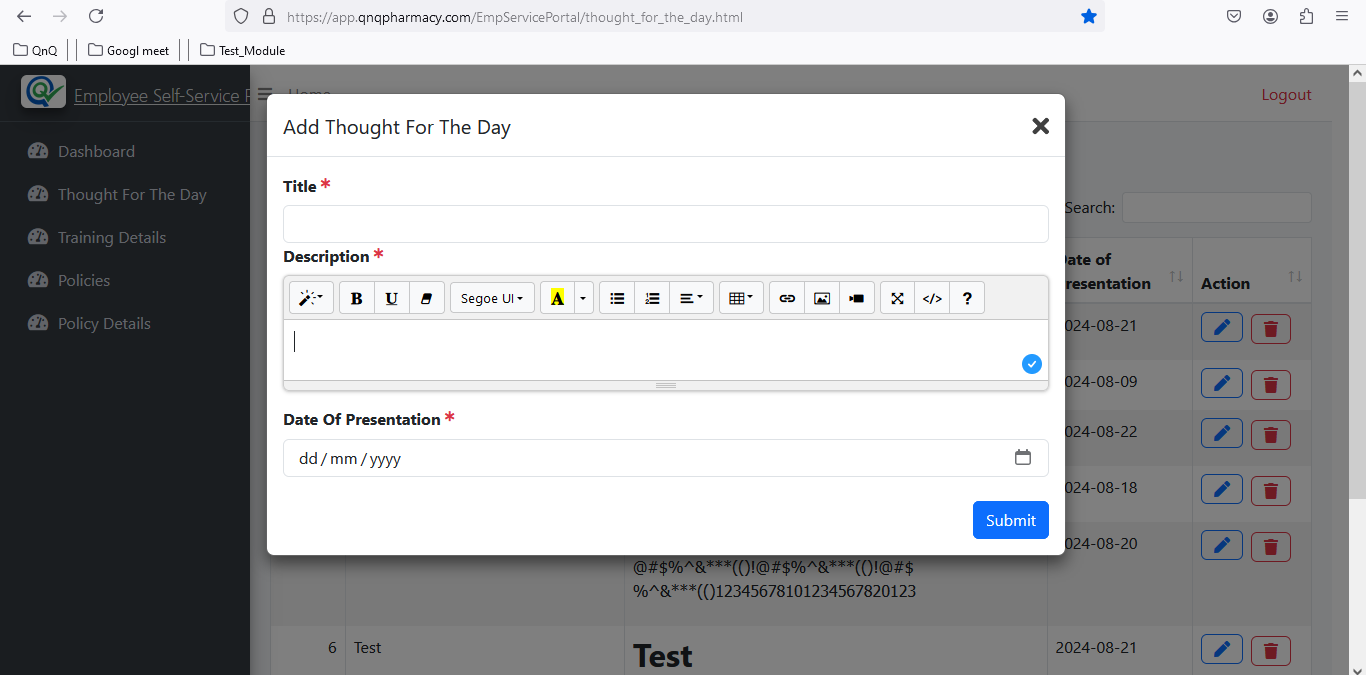 https://app.qnqpharmacy.com/EmpServicePortal/thought_for_the_day.html
QnQ
Googl meet
Test_Module
Employee Self-Service P
Home
Logout
Dashboard
Thought For The Day
Training Details
Policies
Policy Details
Add Thought For The Day
Title *
Description *
B U Segoe UI A </> ?
Date Of Presentation *
dd / mm / yyyy
Submit
Search:
Date of
Presentation
Action
2024-08-21
2024-08-09
2024-08-22
2024-08-18
2024-08-20
@#$%^&***(()!@#$%^&***(()!@#$
%^&***(()12345678101234567820123
6 Test Test 2024-08-21